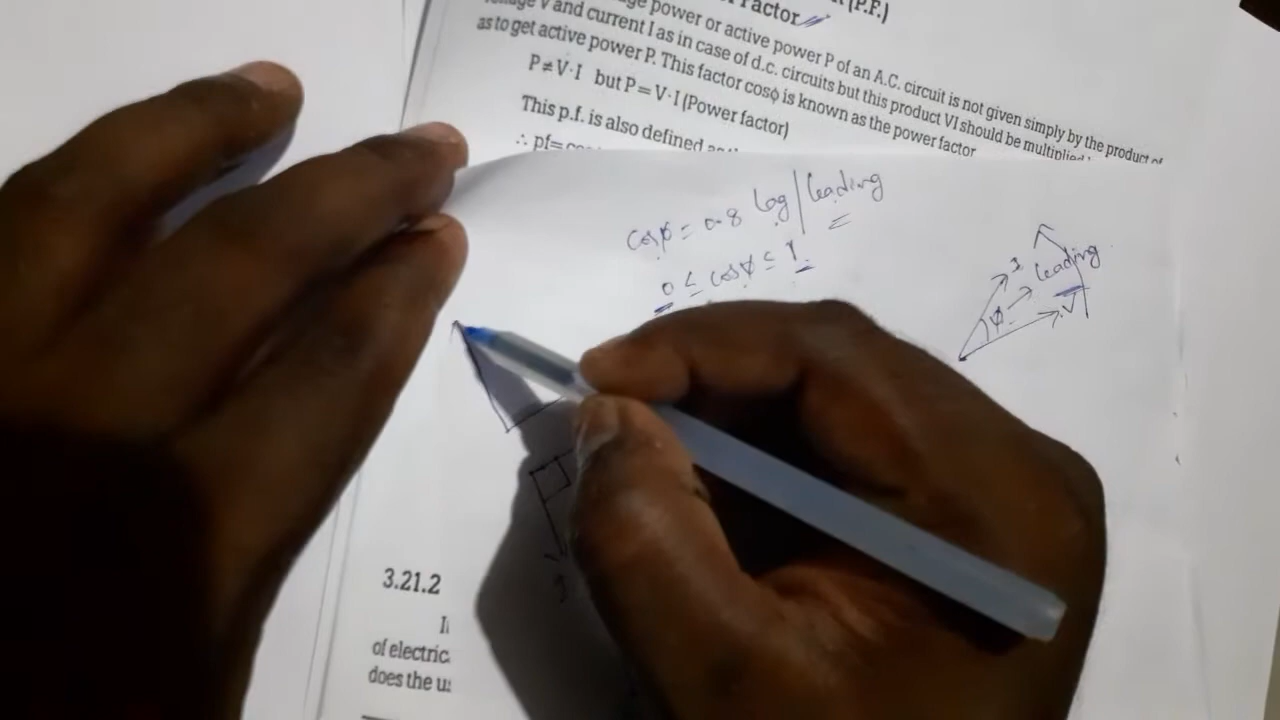 (P.F.)
Factor
power or active power P of an A.C. circuit is not given simply by the product of
V and current I as in case of d.c. circuits but this product VI should be multiplied
as to get active power P. This factor cosϕ is known as the power factor
P≠V·I but P = V·I (Power factor)
This p.f. is also defined
∴ pf=
cosϕ = 0.8 log/leading
0 ≤ cosϕ ≤ 1
I
leading
ϕ
V
3.21.2
of electric
does the